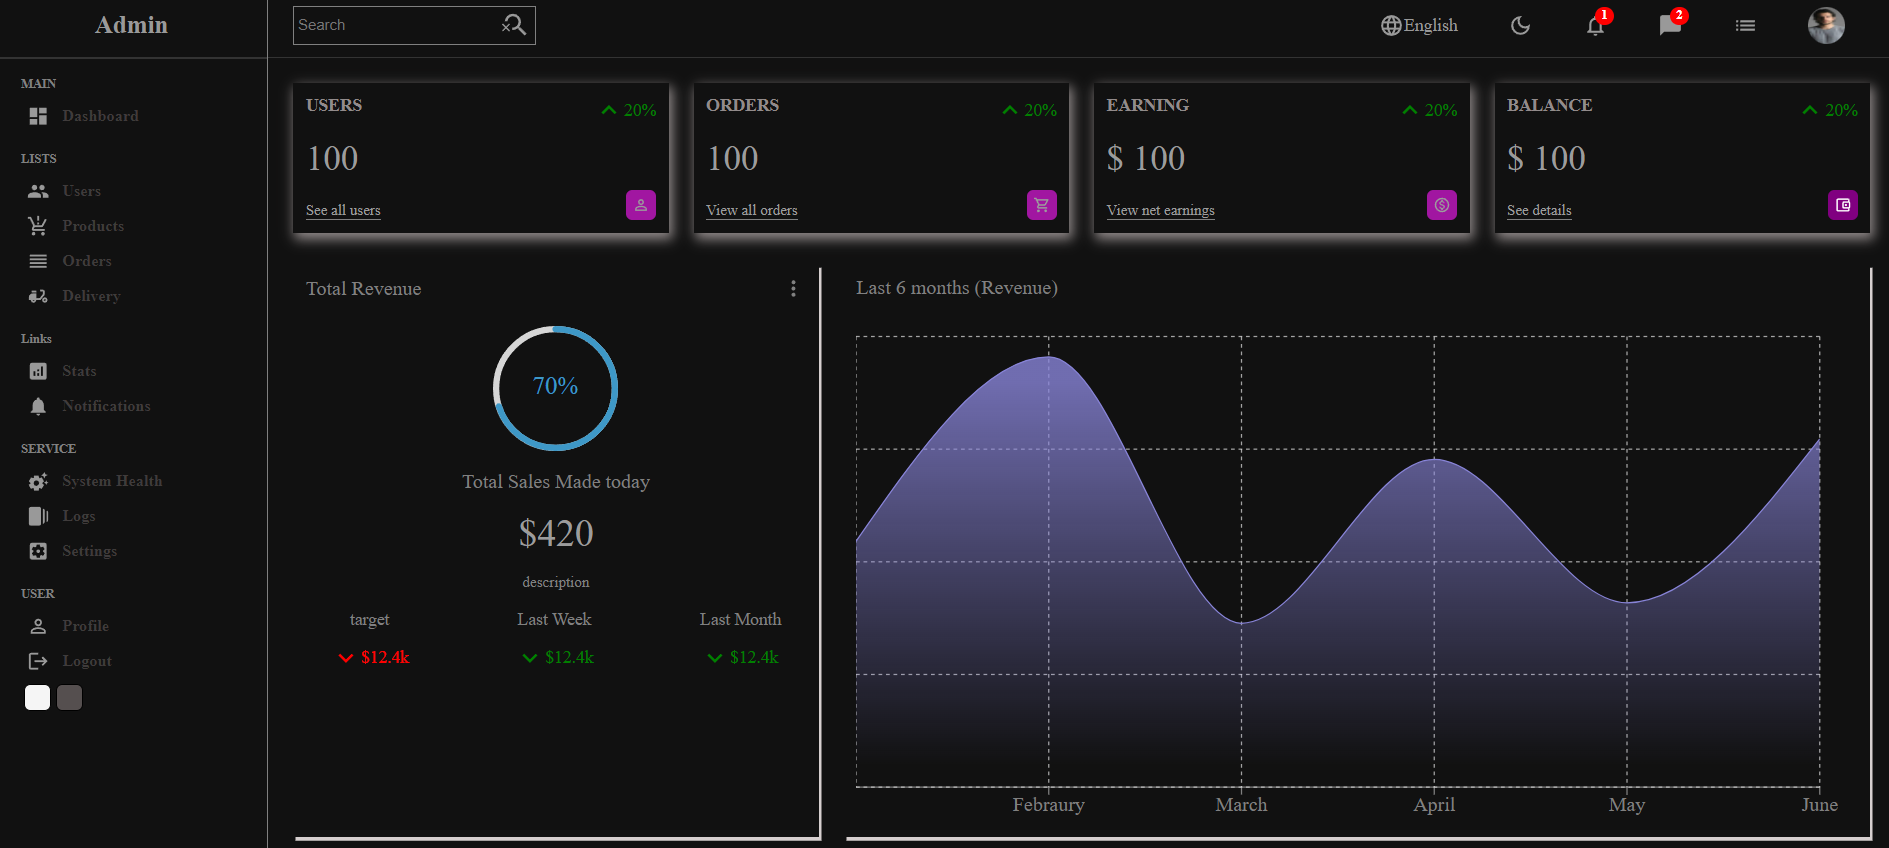 Admin
Search
English
1
2
MAIN
Dashboard
LISTS
Users
Products
Orders
Delivery
Links
Stats
Notifications
SERVICE
System Health
Logs
Settings
USER
Profile
Logout
USERS
20%
100
See all users
ORDERS
20%
100
View all orders
EARNING
20%
$ 100
View net earnings
BALANCE
20%
$ 100
See details
Total Revenue
70%
Total Sales Made today
$420
description
target
Last Week
Last Month
$12.4k
$12.4k
$12.4k
Last 6 months (Revenue)
Febraury
March
April
May
June